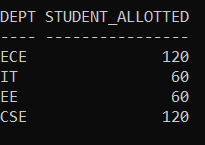 DEPT STUDENT_ALLOTTED
---- ----------------
ECE 120
IT 60
EE 60
CSE 120